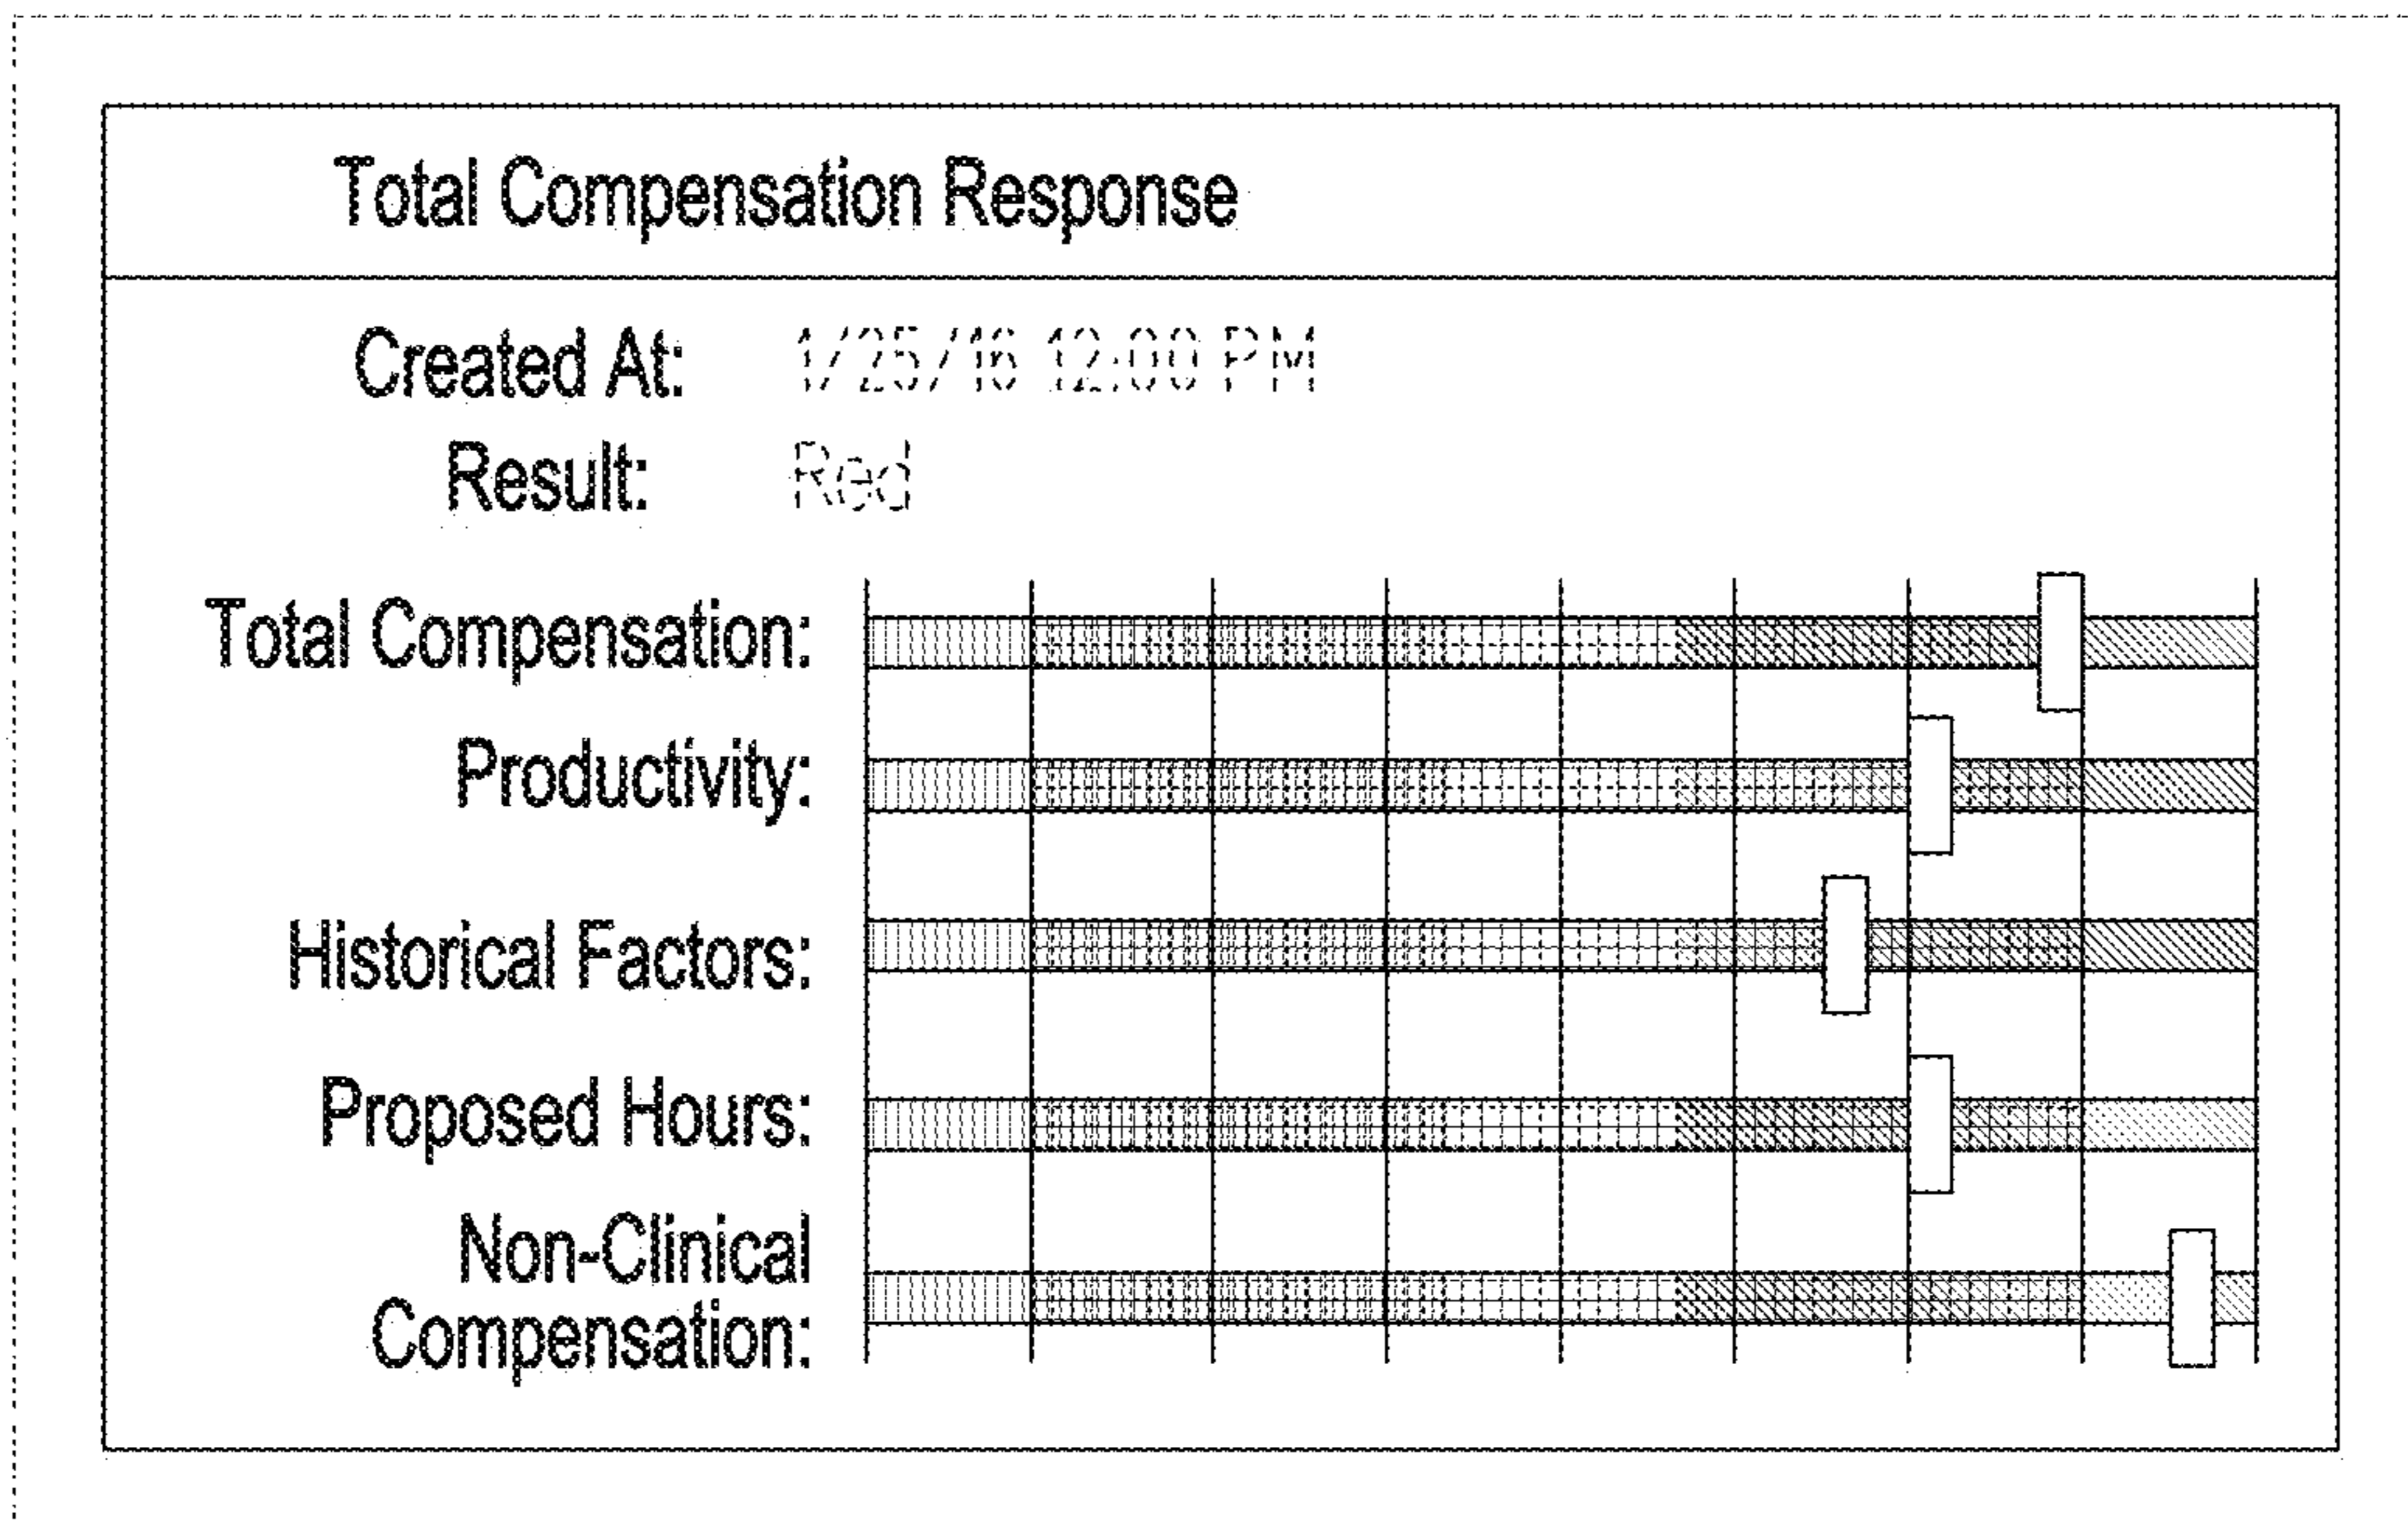 Total Compensation Response
Created At: 1/25/16 12:00 PM
Result: Red
Total Compensation:
Productivity:
Historical Factors:
Proposed Hours:
Non-Clinical
Compensation: